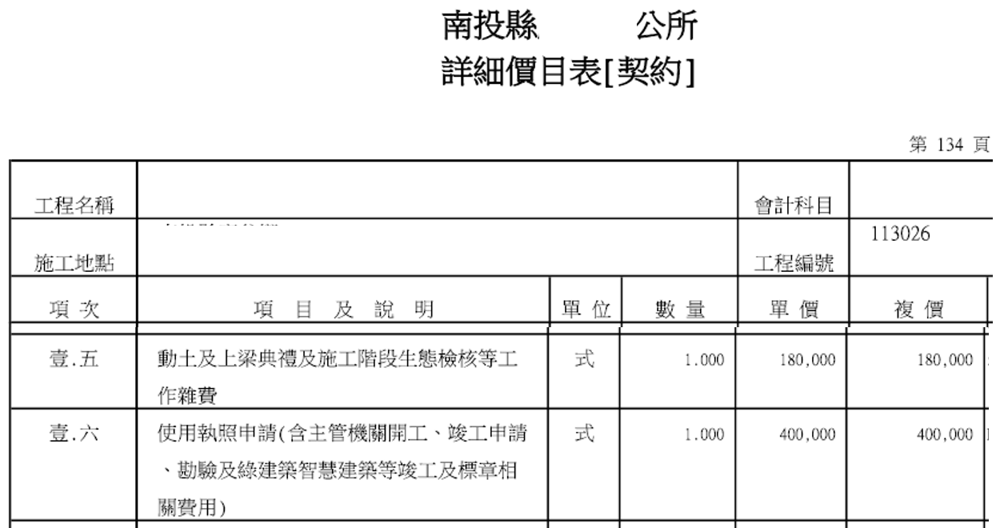 南投縣 公所
詳細價目表[契約]
第 134 頁
工程名稱 會計科目
施工地點 工程編號 113026
項 次 項 目 及 說 明 單 位 數 量 單 價 複 價
壹.五 動土及上梁典禮及施工階段生態檢核等工 式 1.000 180,000 180,000
作雜費
壹.六 使用執照申請(含主管機關開工、竣工申請 式 1.000 400,000 400,000
、勘驗及綠建築智慧建築等竣工及標章相
關費用)